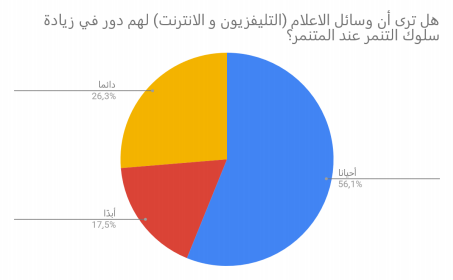 هل ترى أن وسائل الاعلام (التليفزيون و الانترنت) لهم دور في زيادة
سلوك التنمر عند المتنمر؟
دائما
26,3%
أحيانا
56,1%
أبدًا
17,5%